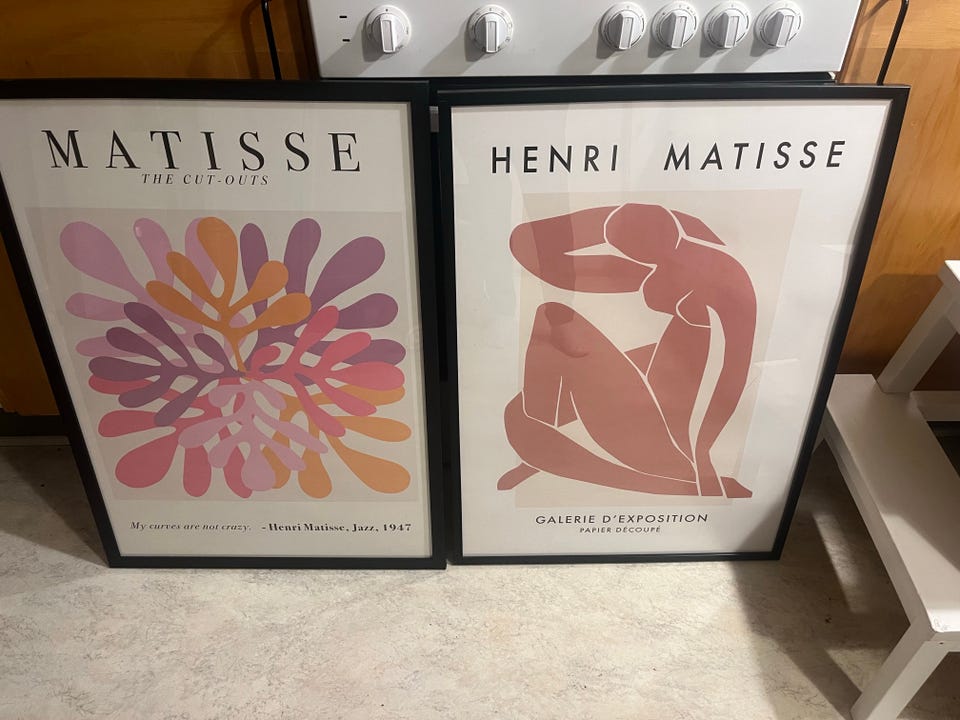 MATISSE
THE CUT-OUTS
My curves are not crazy. - Henri Matisse, Jazz, 1947
HENRI MATISSE
GALERIE D'EXPOSITION
PAPIER DÉCOUPÉ